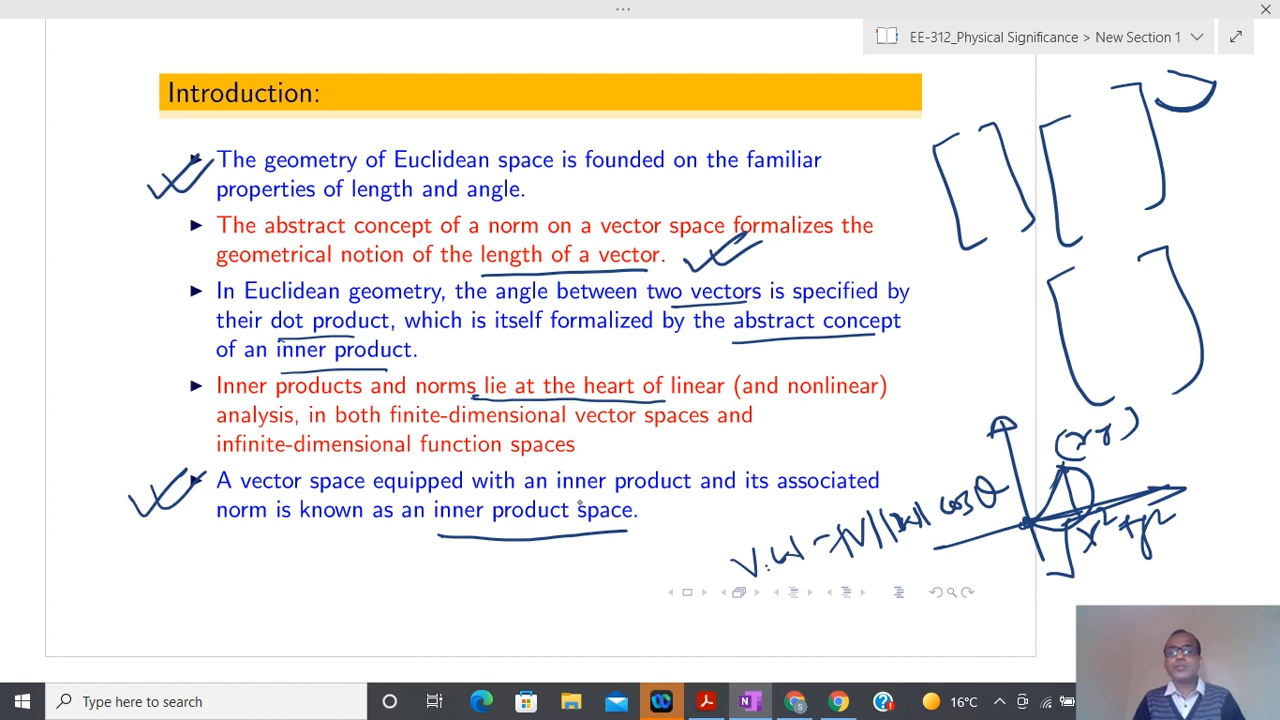 EE-312_Physical Significance > New Section 1
Introduction:
The geometry of Euclidean space is founded on the familiar
properties of length and angle.
The abstract concept of a norm on a vector space formalizes the
geometrical notion of the length of a vector.
In Euclidean geometry, the angle between two vectors is specified by
their dot product, which is itself formalized by the abstract concept
of an inner product.
Inner products and norms lie at the heart of linear (and nonlinear)
analysis, in both finite-dimensional vector spaces and
infinite-dimensional function spaces
A vector space equipped with an inner product and its associated
norm is known as an inner product space.
cos θ
x² + y²
Type here to search
16°C